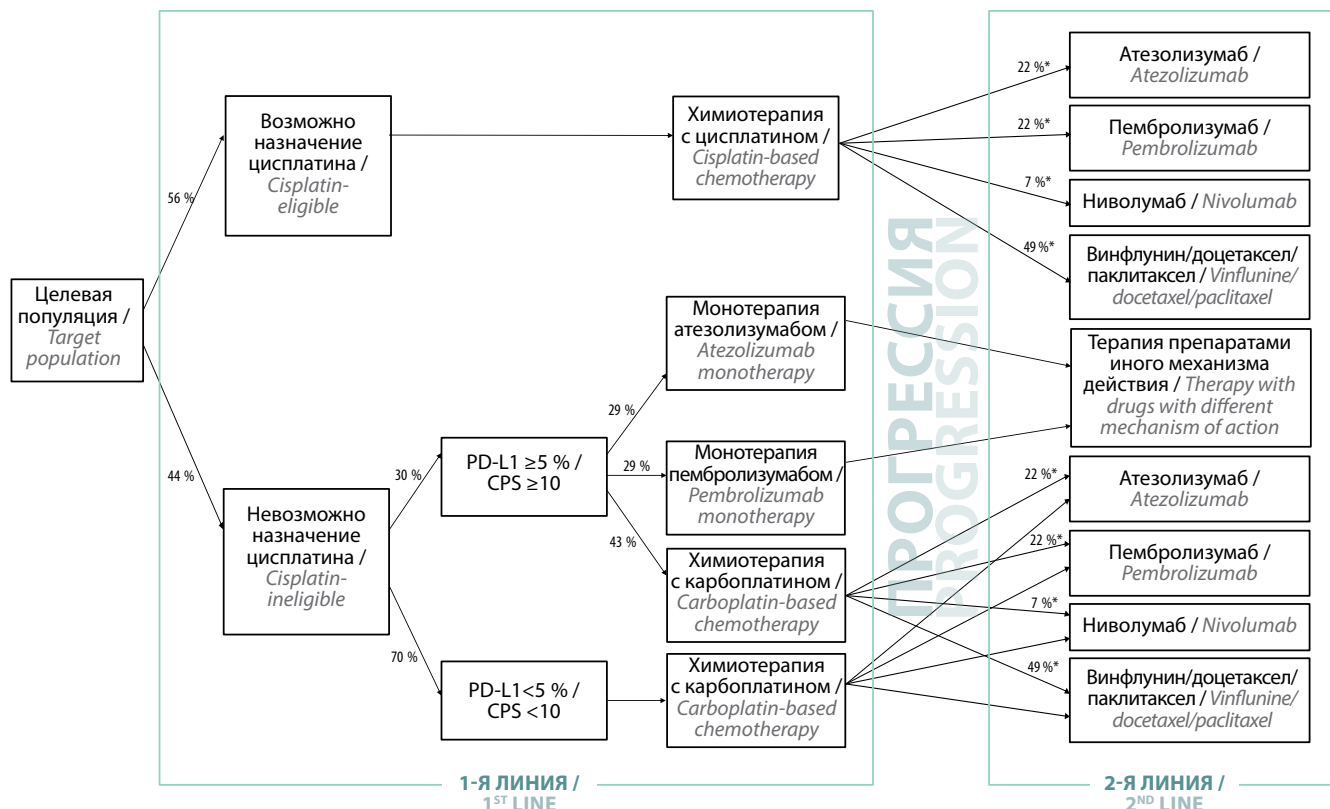 Целевая
популяция /
Target
population
56 %
44 %
Возможно
назначение
цисплатина /
Cisplatin-
eligible
Невозможно
назначение
цисплатина /
Cisplatin-
ineligible
30 %
70 %
PD-L1 ≥5 % /
CPS ≥10
PD-L1<5 % /
CPS <10
29 %
29 %
43 %
Химиотерапия
с цисплатином /
Cisplatin-based
chemotherapy
Монотерапия
атезолизумабом /
Atezolizumab
monotherapy
Монотерапия
пембролизумабом /
Pembrolizumab
monotherapy
Химиотерапия
с карбоплатином /
Carboplatin-based
chemotherapy
Химиотерапия
с карбоплатином /
Carboplatin-based
chemotherapy
1-Я ЛИНИЯ /
1ST LINE
ПРОГРЕССИЯ
PROGRESSION
22 %*
22 %*
7 %*
49 %*
22 %*
22 %*
7 %*
49 %*
Атезолизумаб /
Atezolizumab
Пембролизумаб /
Pembrolizumab
Ниволумаб / Nivolumab
Винфлунин/доцетаксел/
паклитаксел / Vinflunine/
docetaxel/paclitaxel
Терапия препаратами
иного механизма
действия / Therapy with
drugs with different
mechanism of action
Атезолизумаб /
Atezolizumab
Пембролизумаб /
Pembrolizumab
Ниволумаб / Nivolumab
Винфлунин/доцетаксел/
паклитаксел / Vinflunine/
docetaxel/paclitaxel
2-Я ЛИНИЯ /
2ND LINE